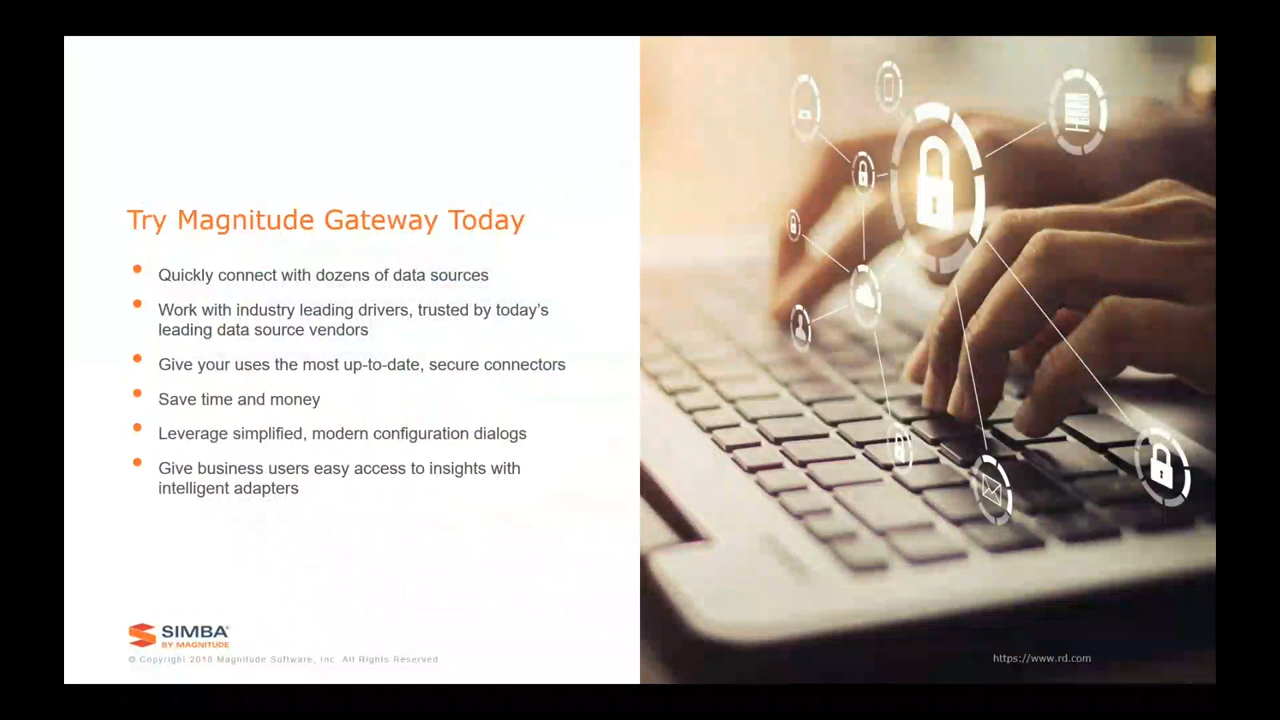 Try Magnitude Gateway Today
Quickly connect with dozens of data sources
Work with industry leading drivers, trusted by today's
leading data source vendors
Give your uses the most up-to-date, secure connectors
Save time and money
Leverage simplified, modern configuration dialogs
Give business users easy access to insights with
intelligent adapters
SIMBA
BY MAGNITUDE
© Copyright 2018 Magnitude Software, Inc. All Rights Reserved
https://www.rd.com